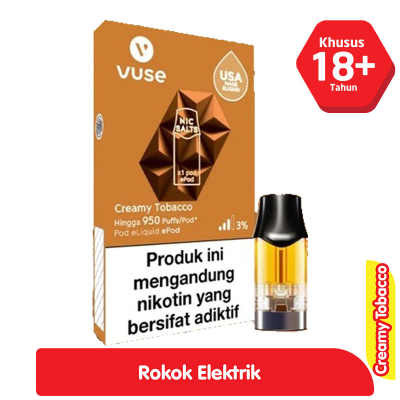 Khusus
18+
Tahun
VUSE
USA
MADE
ELIQUID
NIC
SALTS
x1 pod
ePod
Creamy Tobacco
Hingga 950 Puffs/Pod*
Pod eLiquid ePod
3%
Produk ini
mengandung
nikotin yang
bersifat adiktif
Creamy Tobacco
Rokok Elektrik